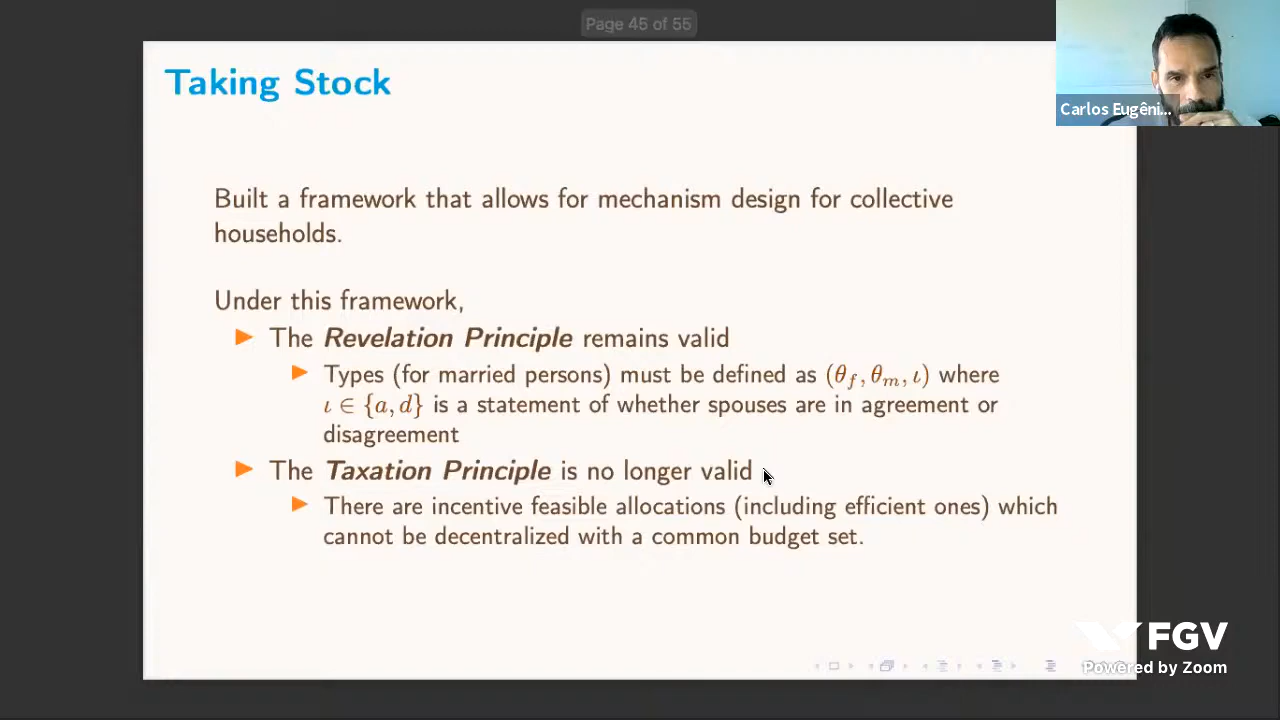 Page 45 of 55
Taking Stock
Carlos Eugêni...
Built a framework that allows for mechanism design for collective
households.
Under this framework,
The Revelation Principle remains valid
Types (for married persons) must be defined as (θf, θm, ι) where
ι ∈ {a, d} is a statement of whether spouses are in agreement or
disagreement
The Taxation Principle is no longer valid
There are incentive feasible allocations (including efficient ones) which
cannot be decentralized with a common budget set.
FGV
Powered by Zoom